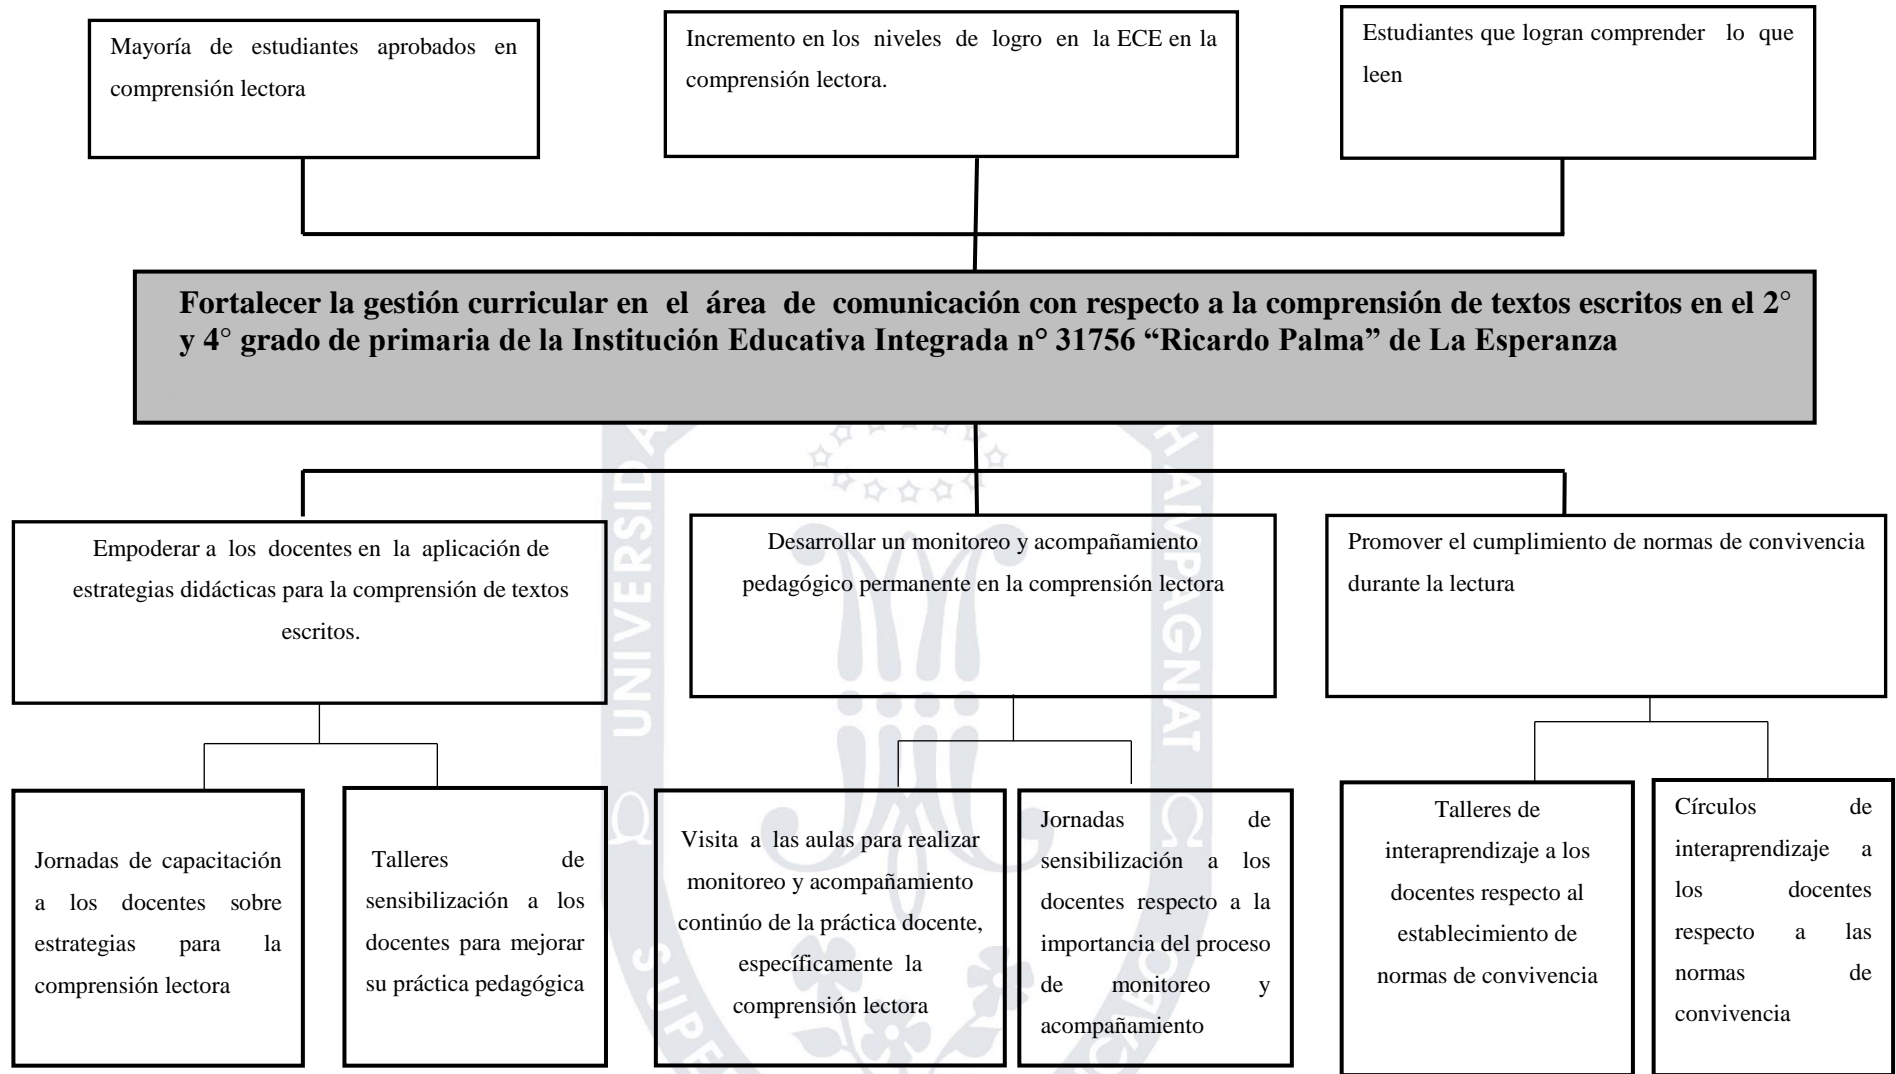 Mayoría de estudiantes aprobados en
comprensión lectora
Incremento en los niveles de logro en la ECE en la
comprensión lectora.
Estudiantes que logran comprender lo que
leen
Fortalecer la gestión curricular en el área de comunicación con respecto a la comprensión de textos escritos en el 2°
y 4° grado de primaria de la Institución Educativa Integrada n° 31756 “Ricardo Palma” de La Esperanza
Empoderar a los docentes en la aplicación de
estrategias didácticas para la comprensión de textos
escritos.
Desarrollar un monitoreo y acompañamiento
pedagógico permanente en la comprensión lectora
Promover el cumplimiento de normas de convivencia
durante la lectura
Jornadas de capacitación
a los docentes sobre
estrategias para la
comprensión lectora
Talleres de
sensibilización a los
docentes para mejorar
su práctica pedagógica
Visita a las aulas para realizar
monitoreo y acompañamiento
continúo de la práctica docente,
específicamente la
comprensión lectora
Jornadas de
sensibilización a los
docentes respecto a la
importancia del proceso
de monitoreo y
acompañamiento
Talleres de
interaprendizaje a los
docentes respecto al
establecimiento de
normas de convivencia
Círculos de
interaprendizaje a
los docentes
respecto a las
normas de
convivencia